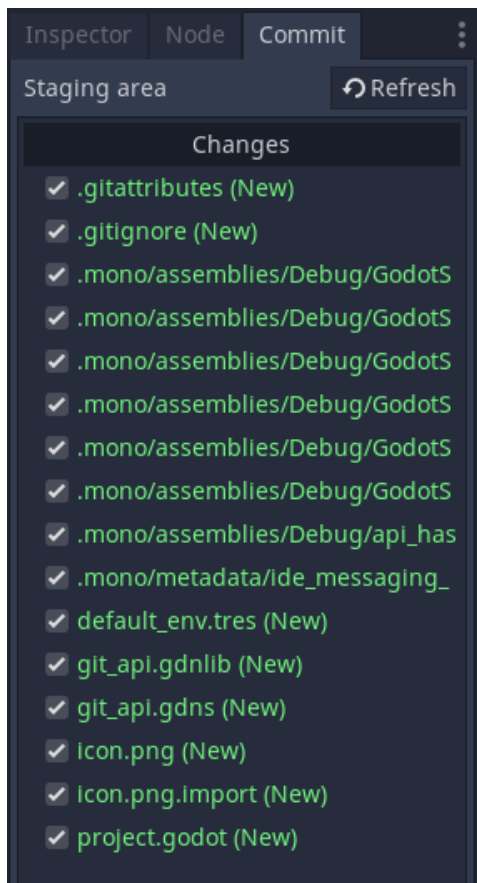 Inspector Node Commit
Staging area Refresh
Changes
.gitattributes (New)
.gitignore (New)
.mono/assemblies/Debug/GodotS
.mono/assemblies/Debug/GodotS
.mono/assemblies/Debug/GodotS
.mono/assemblies/Debug/GodotS
.mono/assemblies/Debug/GodotS
.mono/assemblies/Debug/GodotS
.mono/assemblies/Debug/api_has
.mono/metadata/ide_messaging_
default_env.tres (New)
git_api.gdnlib (New)
git_api.gdns (New)
icon.png (New)
icon.png.import (New)
project.godot (New)